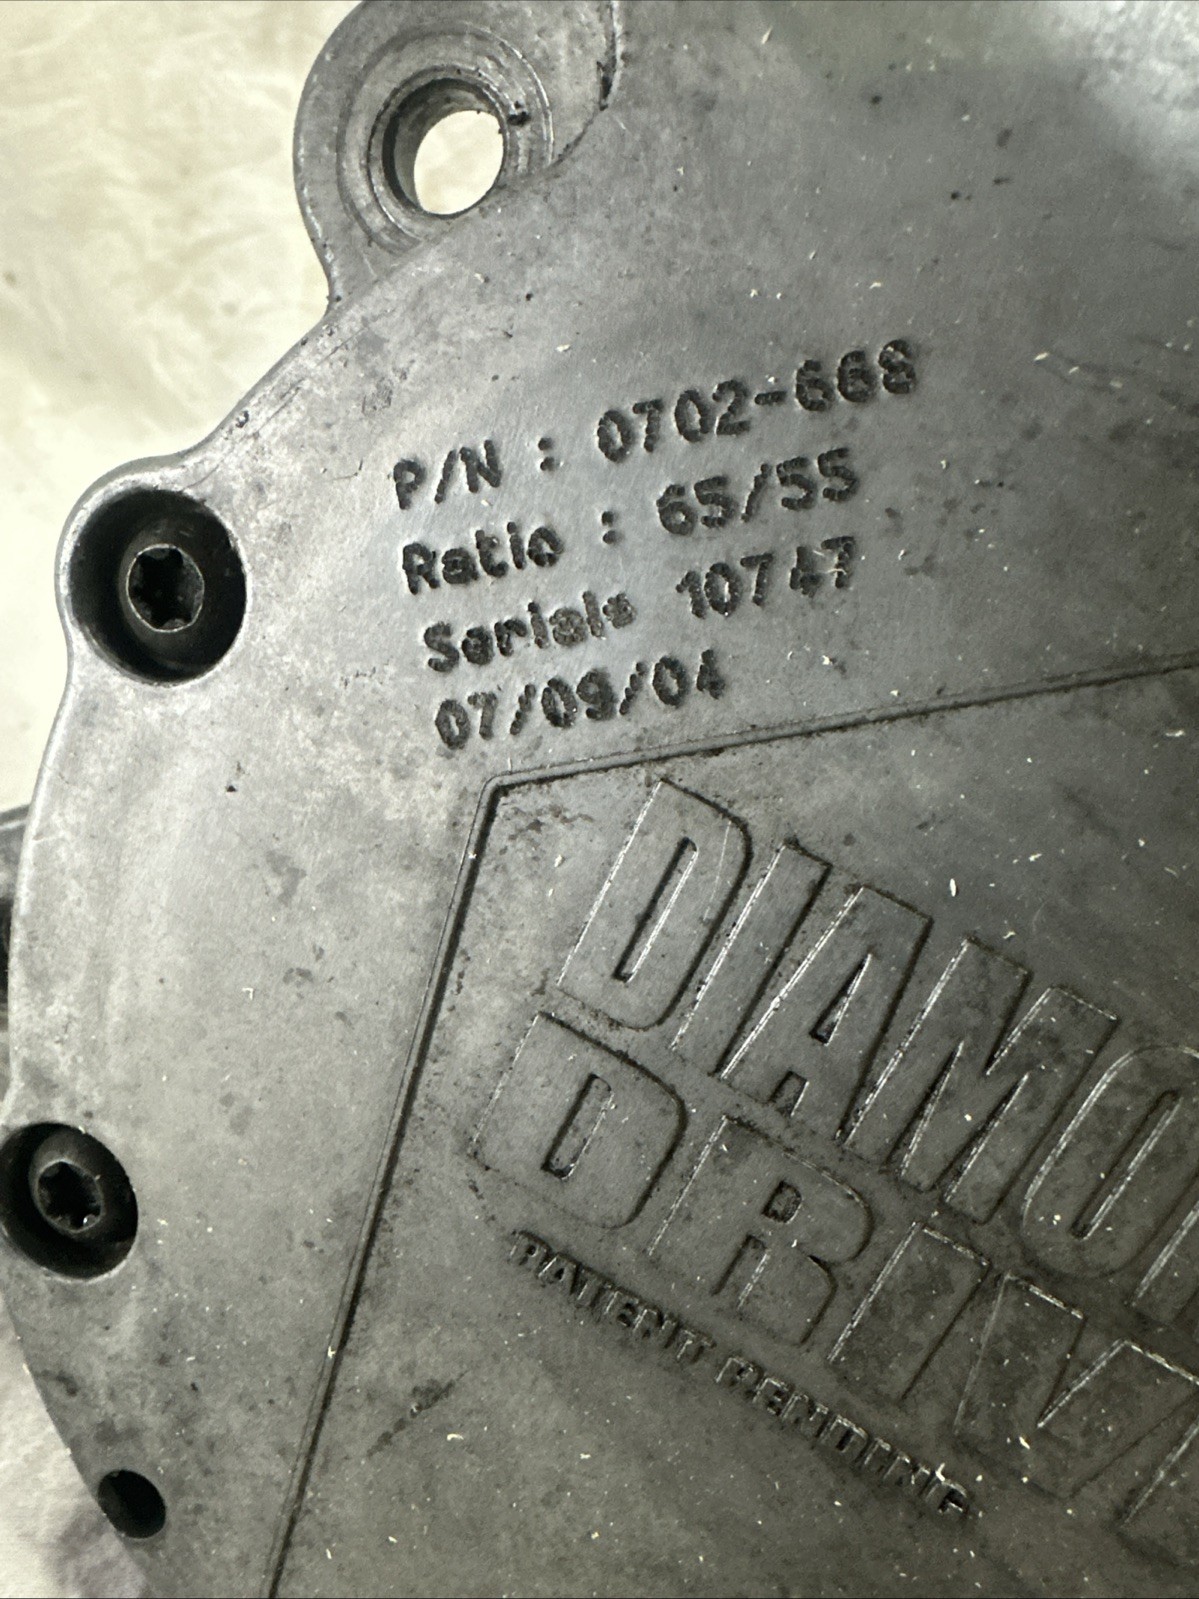 P/N : 0702-668
Ratio : 65/55
Serials 10747
07/09/04
DIAMO
DRIV
PATENT PENDING